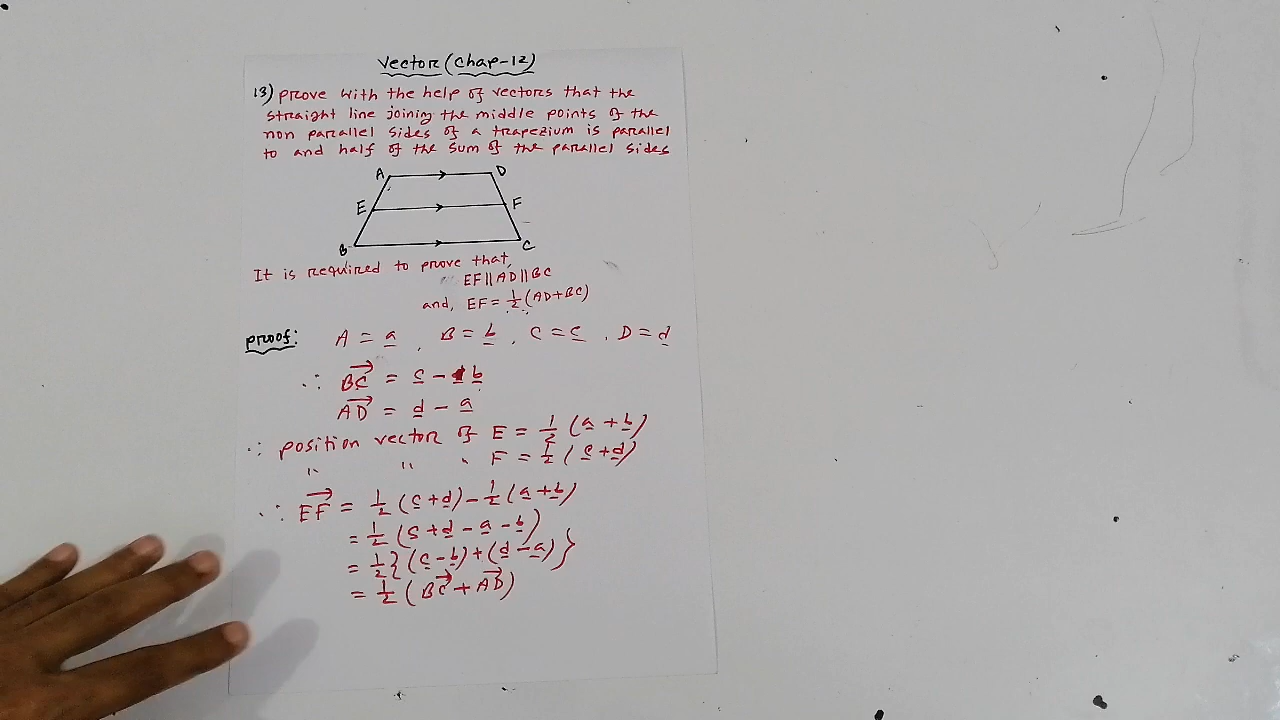 Vector (Chap-12)
13) prove with the help of vectors that the
straight line joining the middle points of the
non parallel sides of a trapezium is parallel
to and half of the sum of the parallel sides
A D
E F
B C
It is required to prove that,
EF||AD||BC
and, EF = 1/2 (AD+BC)
proof: A = a , B = b , C = c , D = d
∴ BC→ = c - b
AD→ = d - a
∴ position vector of E = 1/2 (a + b)
" " " F = 1/2 (c + d)
∴ EF→ = 1/2 (c + d) - 1/2 (a + b)
= 1/2 (c + d - a - b)
= 1/2 {(c - b) + (d - a)}
= 1/2 (BC→ + AD→)